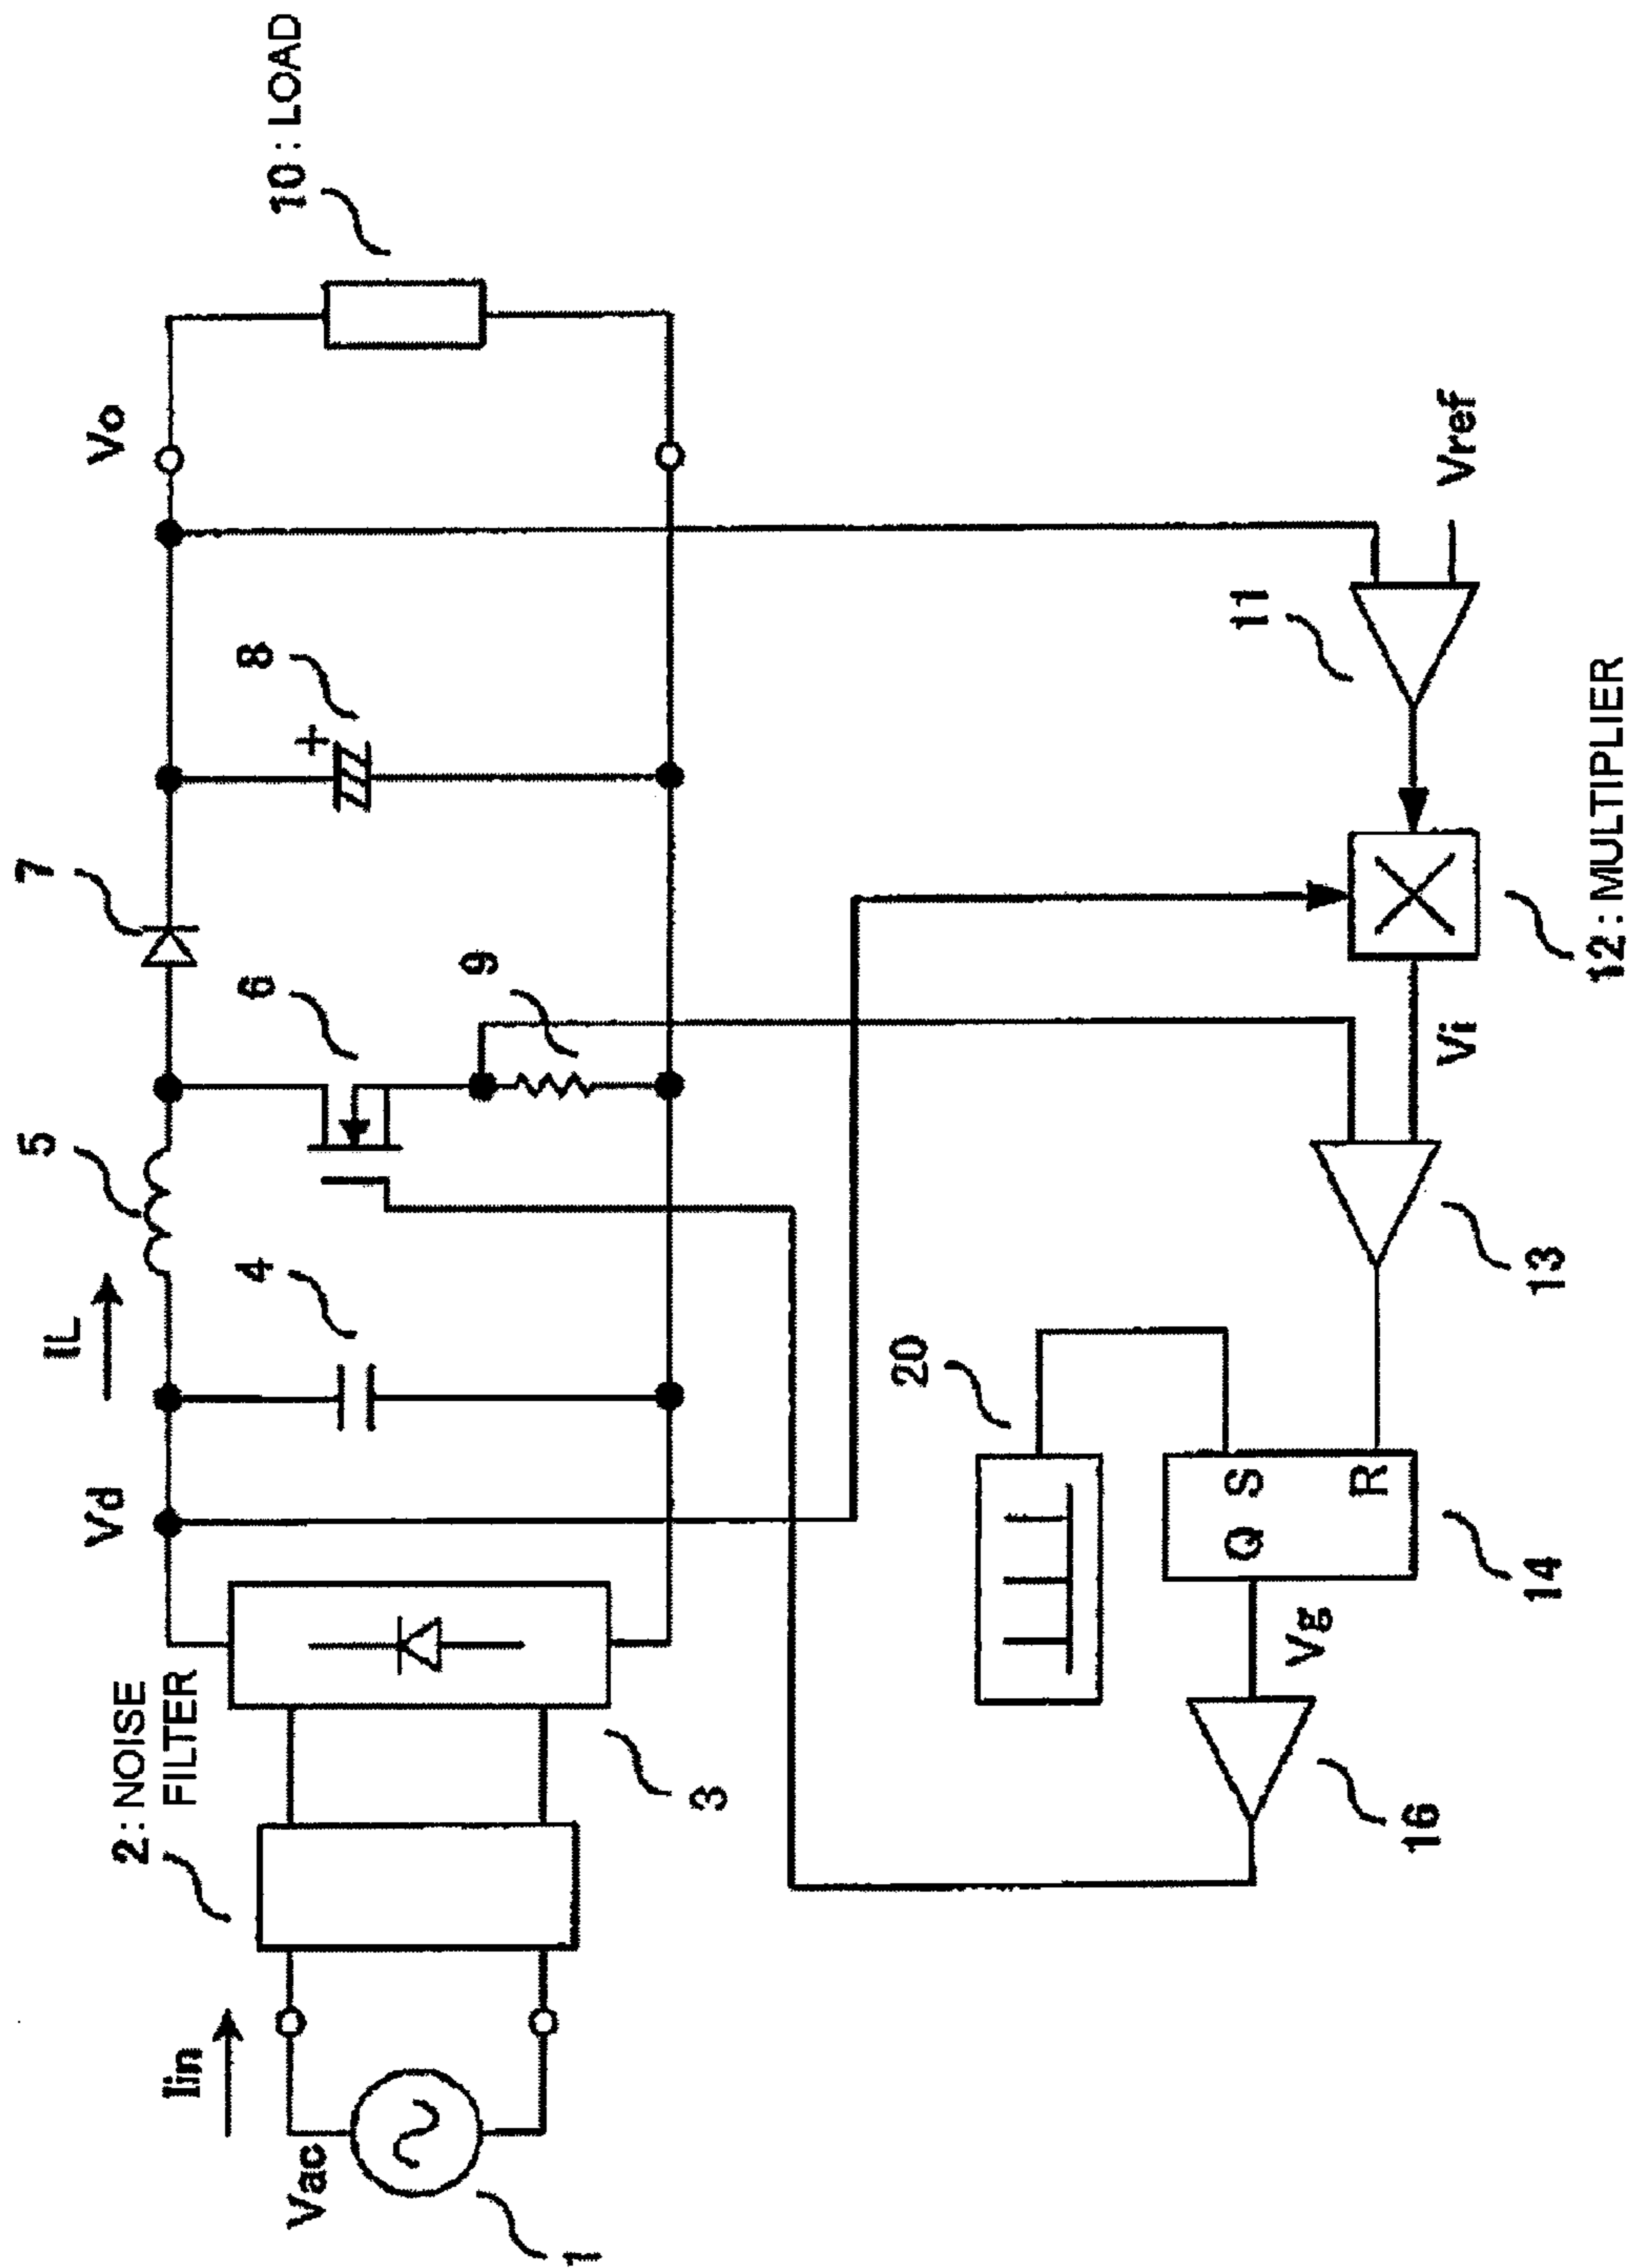 Vac
1
Iin
2: NOISE
FILTER
3
Vd
IL
4
5
6
7
9
8
Vo
10: LOAD
20
Q S
R
14
Vg
16
13
Vi
12: MULTIPLIER
11
Vref